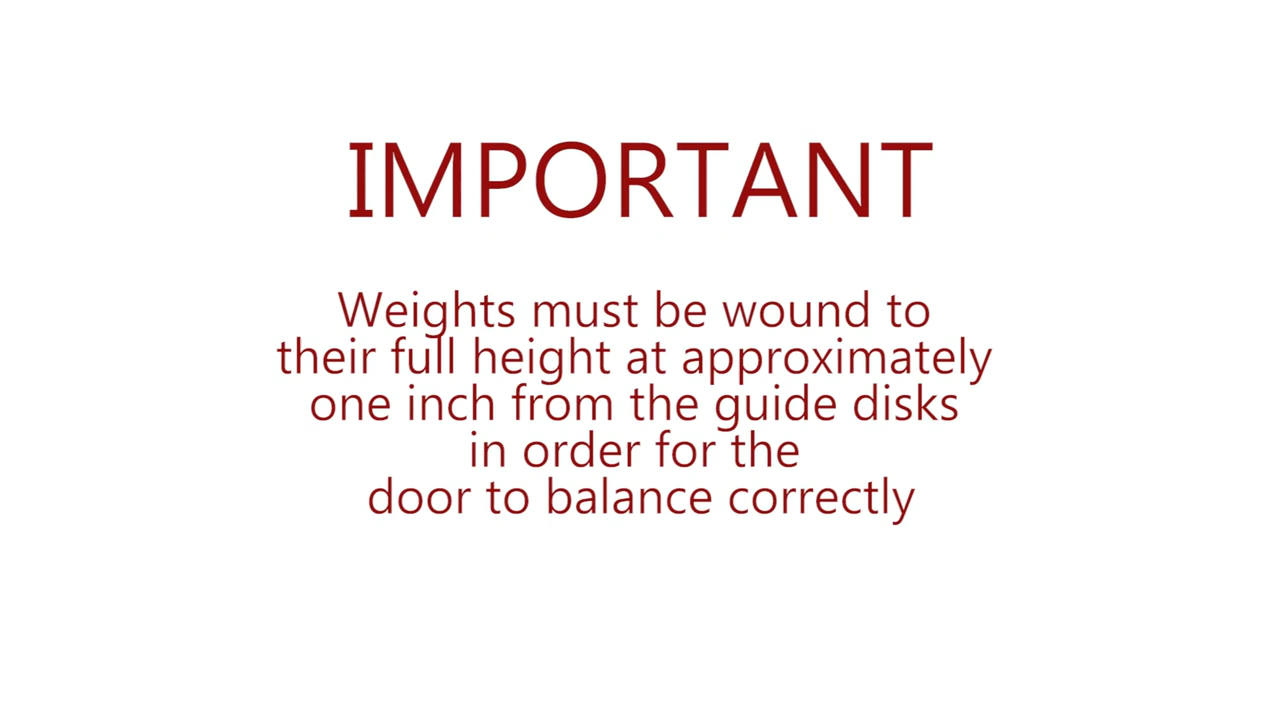 IMPORTANT
Weights must be wound to
their full height at approximately
one inch from the guide disks
in order for the
door to balance correctly